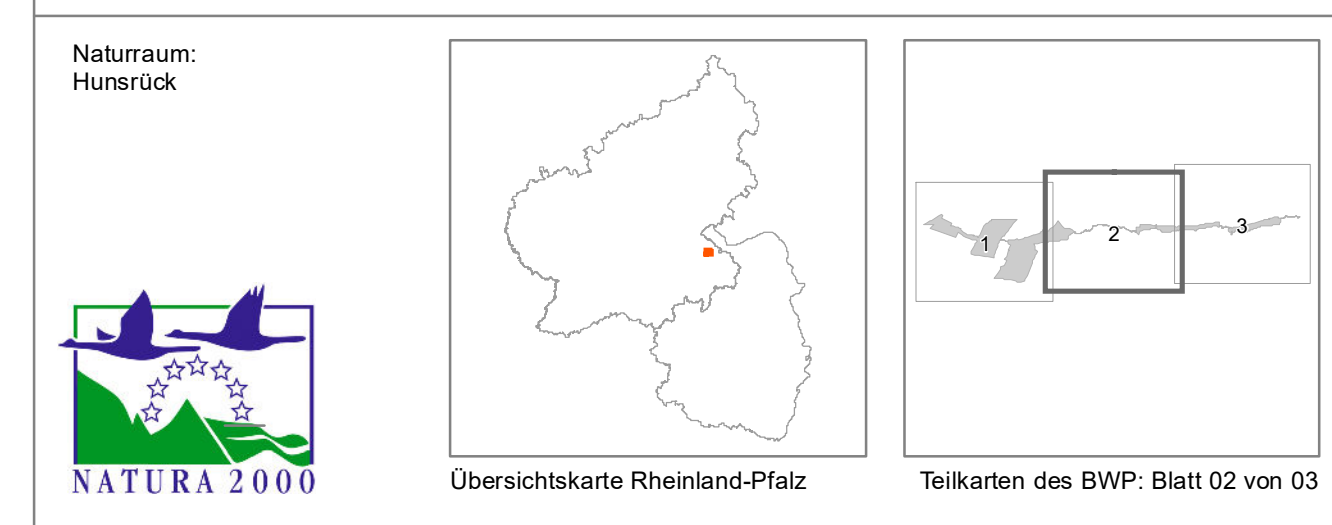 Naturraum:
Hunsrück
1
2
3
NATURA 2000
Übersichtskarte Rheinland-Pfalz
Teilkarten des BWP: Blatt 02 von 03